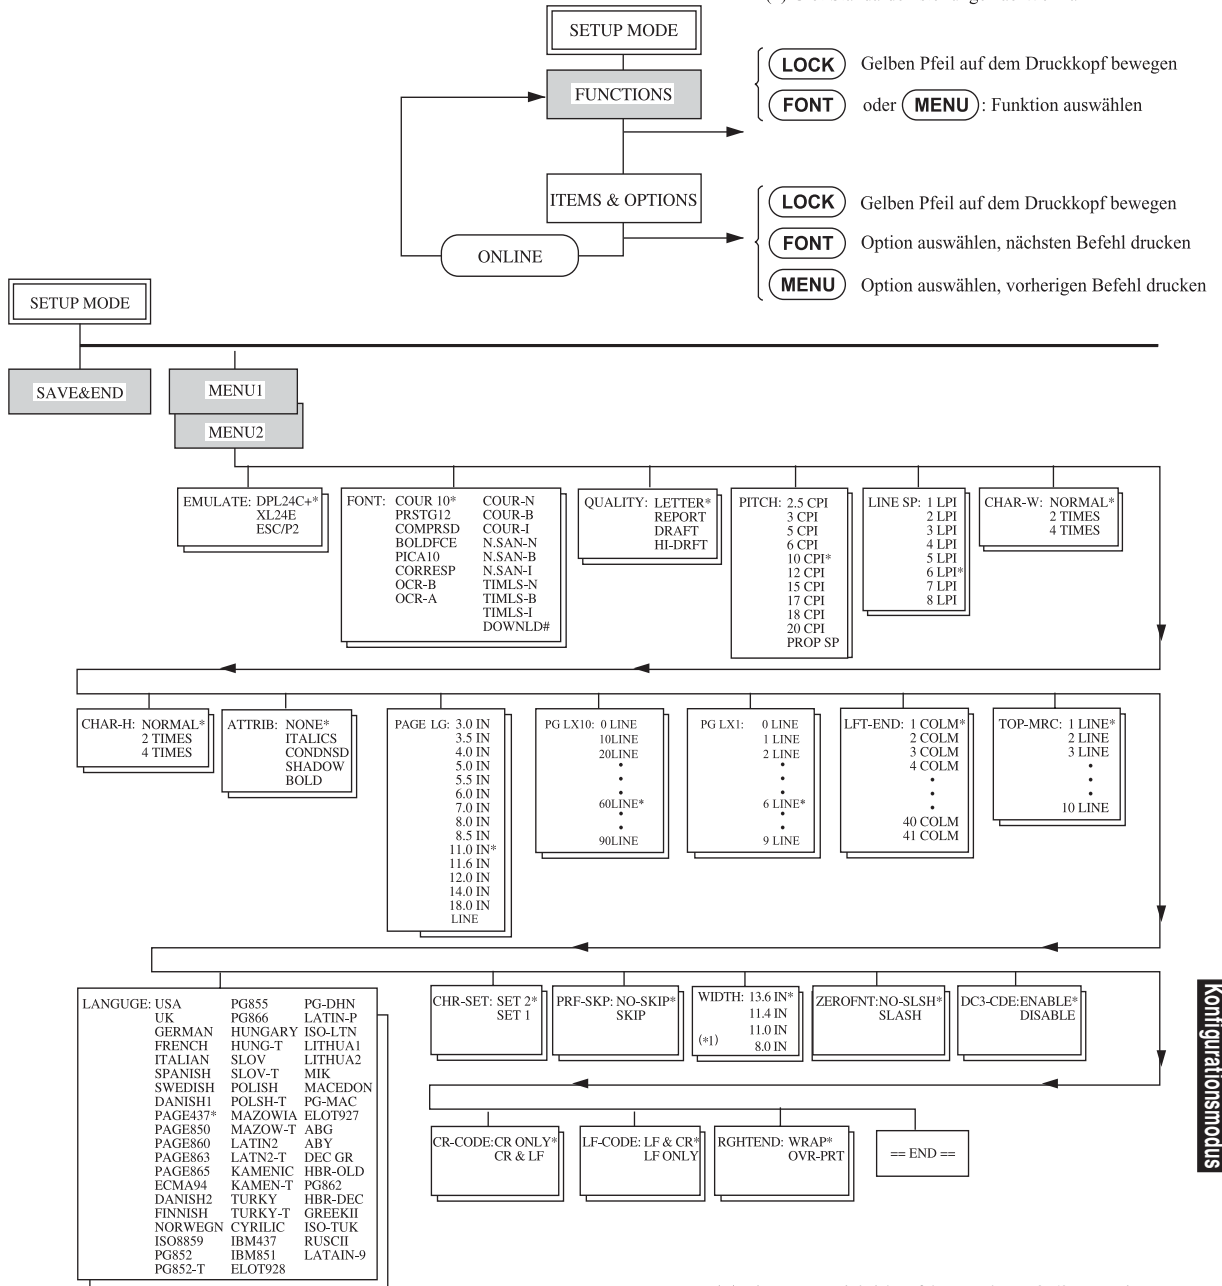 SETUP MODE
FUNCTIONS
LOCK Gelben Pfeil auf dem Druckkopf bewegen
FONT oder MENU : Funktion auswählen
ITEMS & OPTIONS
ONLINE
LOCK Gelben Pfeil auf dem Druckkopf bewegen
FONT Option auswählen, nächsten Befehl drucken
MENU Option auswählen, vorherigen Befehl drucken
SETUP MODE
SAVE&END
MENU1
MENU2
EMULATE: DPL24C+*
XL24E
ESC/P2
FONT: COUR 10* COUR-N
PRSTG12 COUR-B
COMPRSD COUR-I
BOLDFCE N.SAN-N
PICA10 N.SAN-B
CORRESP N.SAN-I
OCR-B TIMLS-N
OCR-A TIMLS-B
TIMLS-I
DOWNLD#
QUALITY: LETTER*
REPORT
DRAFT
HI-DRFT
PITCH: 2.5 CPI
3 CPI
5 CPI
6 CPI
10 CPI*
12 CPI
15 CPI
17 CPI
18 CPI
20 CPI
PROP SP
LINE SP: 1 LPI
2 LPI
3 LPI
4 LPI
5 LPI
6 LPI*
7 LPI
8 LPI
CHAR-W: NORMAL*
2 TIMES
4 TIMES
CHAR-H: NORMAL*
2 TIMES
4 TIMES
ATTRIB: NONE*
ITALICS
CONDNSD
SHADOW
BOLD
PAGE LG: 3.0 IN
3.5 IN
4.0 IN
5.0 IN
5.5 IN
6.0 IN
7.0 IN
8.0 IN
8.5 IN
11.0 IN*
11.6 IN
12.0 IN
14.0 IN
18.0 IN
LINE
PG LX10: 0 LINE
10LINE
20LINE
60LINE*
90LINE
PG LX1: 0 LINE
1 LINE
2 LINE
6 LINE*
9 LINE
LFT-END: 1 COLM*
2 COLM
3 COLM
4 COLM
40 COLM
41 COLM
TOP-MRC: 1 LINE*
2 LINE
3 LINE
10 LINE
LANGUGE: USA PG855 PG-DHN
UK PG866 LATIN-P
GERMAN HUNGARY ISO-LTN
FRENCH HUNG-T LITHUA1
ITALIAN SLOV LITHUA2
SPANISH SLOV-T MIK
SWEDISH POLISH MACEDON
DANISH1 POLSH-T PG-MAC
PAGE437* MAZOWIA ELOT927
PAGE850 MAZOW-T ABG
PAGE860 LATIN2 ABY
PAGE863 LATN2-T DEC GR
PAGE865 KAMENIC HBR-OLD
ECMA94 KAMEN-T PG862
DANISH2 TURKY HBR-DEC
FINNISH TURKY-T GREEKII
NORWEGN CYRILIC ISO-TUK
ISO8859 IBM437 RUSCII
PG852 IBM851 LATAIN-9
PG852-T ELOT928
CHR-SET: SET 2*
SET 1
PRF-SKP: NO-SKIP*
SKIP
WIDTH: 13.6 IN*
11.4 IN
11.0 IN
(*1) 8.0 IN
ZEROFNT:NO-SLSH*
SLASH
DC3-CDE:ENABLE*
DISABLE
CR-CODE:CR ONLY*
CR & LF
LF-CODE: LF & CR*
LF ONLY
RGHTEND: WRAP*
OVR-PRT
== END ==
Konfigurationsmodus